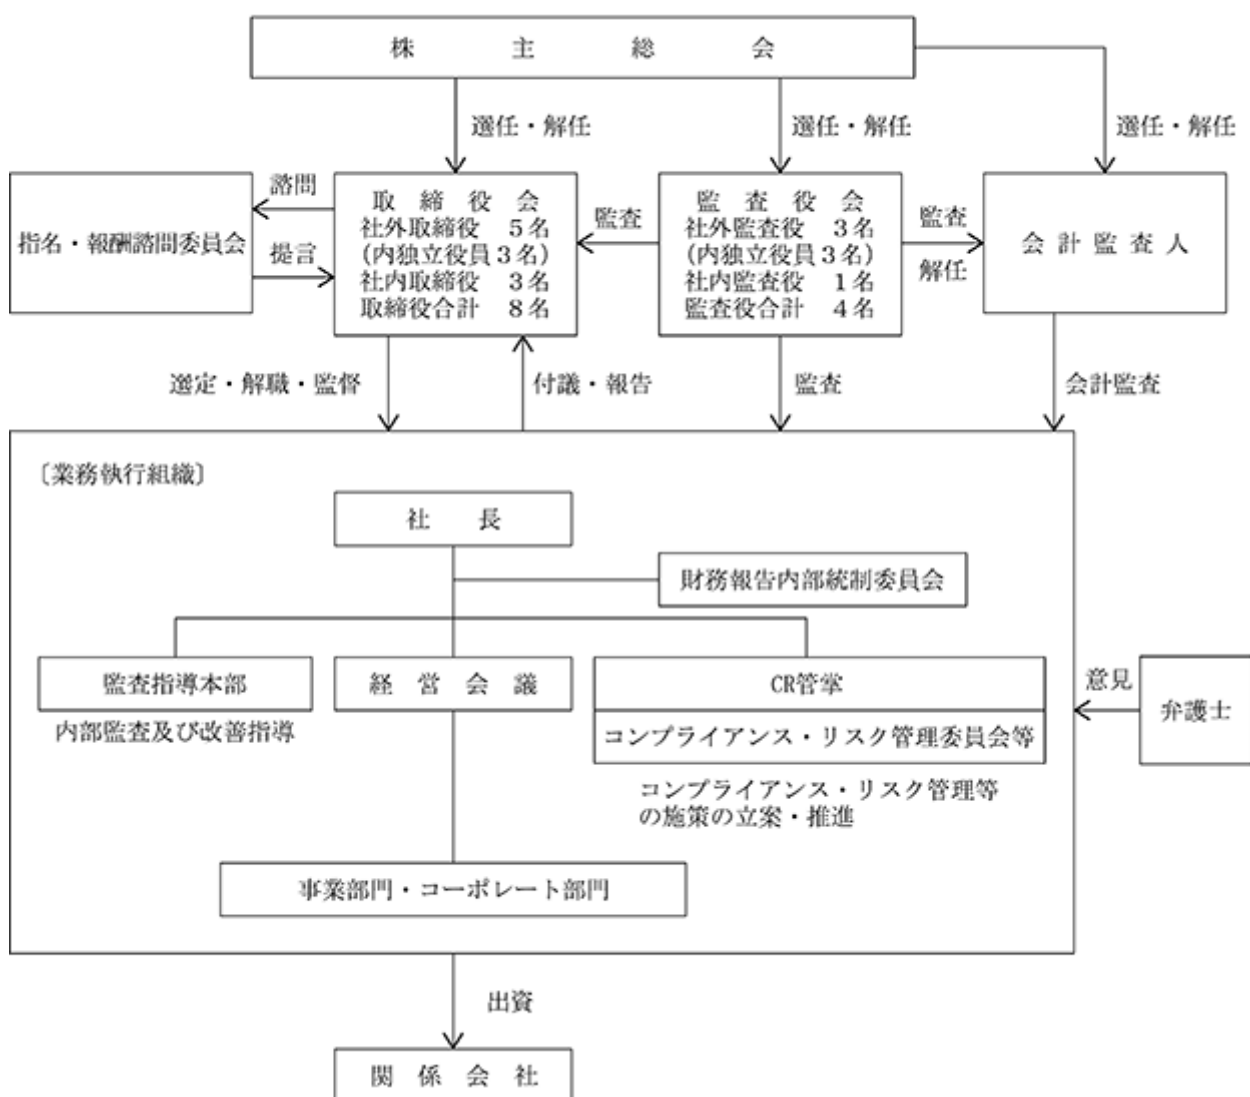 株主総会
選任・解任
選任・解任
選任・解任
諮問
指名・報酬諮問委員会
提言
取締役会
社外取締役 5名
(内独立役員3名)
社内取締役 3名
取締役合計 8名
監査
監査役会
社外監査役 3名
(内独立役員3名)
社内監査役 1名
監査役合計 4名
監査
解任
会計監査人
選定・解職・監督
付議・報告
監査
会計監査
〔業務執行組織〕
社長
財務報告内部統制委員会
監査指導本部
内部監査及び改善指導
経営会議
CR管掌
コンプライアンス・リスク管理委員会等
コンプライアンス・リスク管理等
の施策の立案・推進
意見
弁護士
事業部門・コーポレート部門
出資
関係会社